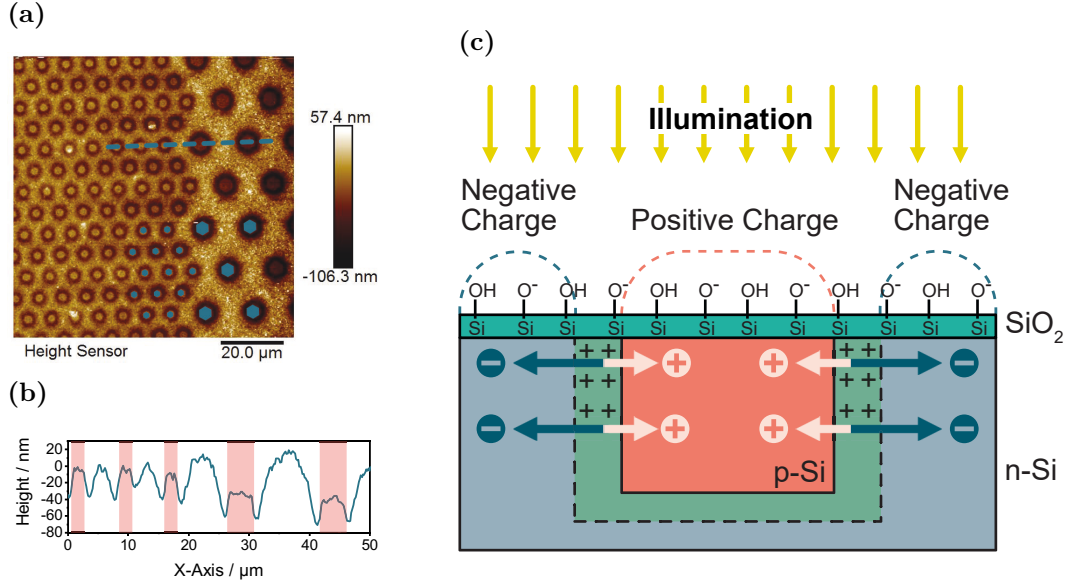 (a)
57.4 nm
-106.3 nm
Height Sensor
20.0 µm
(b)
Height / nm
20
0
-20
-40
-60
-80
0 10 20 30 40 50
X-Axis / µm
(c)
Illumination
Negative
Charge
Positive Charge
Negative
Charge
OH O⁻ OH O⁻ OH O⁻ OH O⁻ OH O⁻ OH O⁻
Si Si Si Si Si Si Si Si Si Si Si Si
SiO₂
+ + + +
+ + + +
+ + + +
p-Si
n-Si